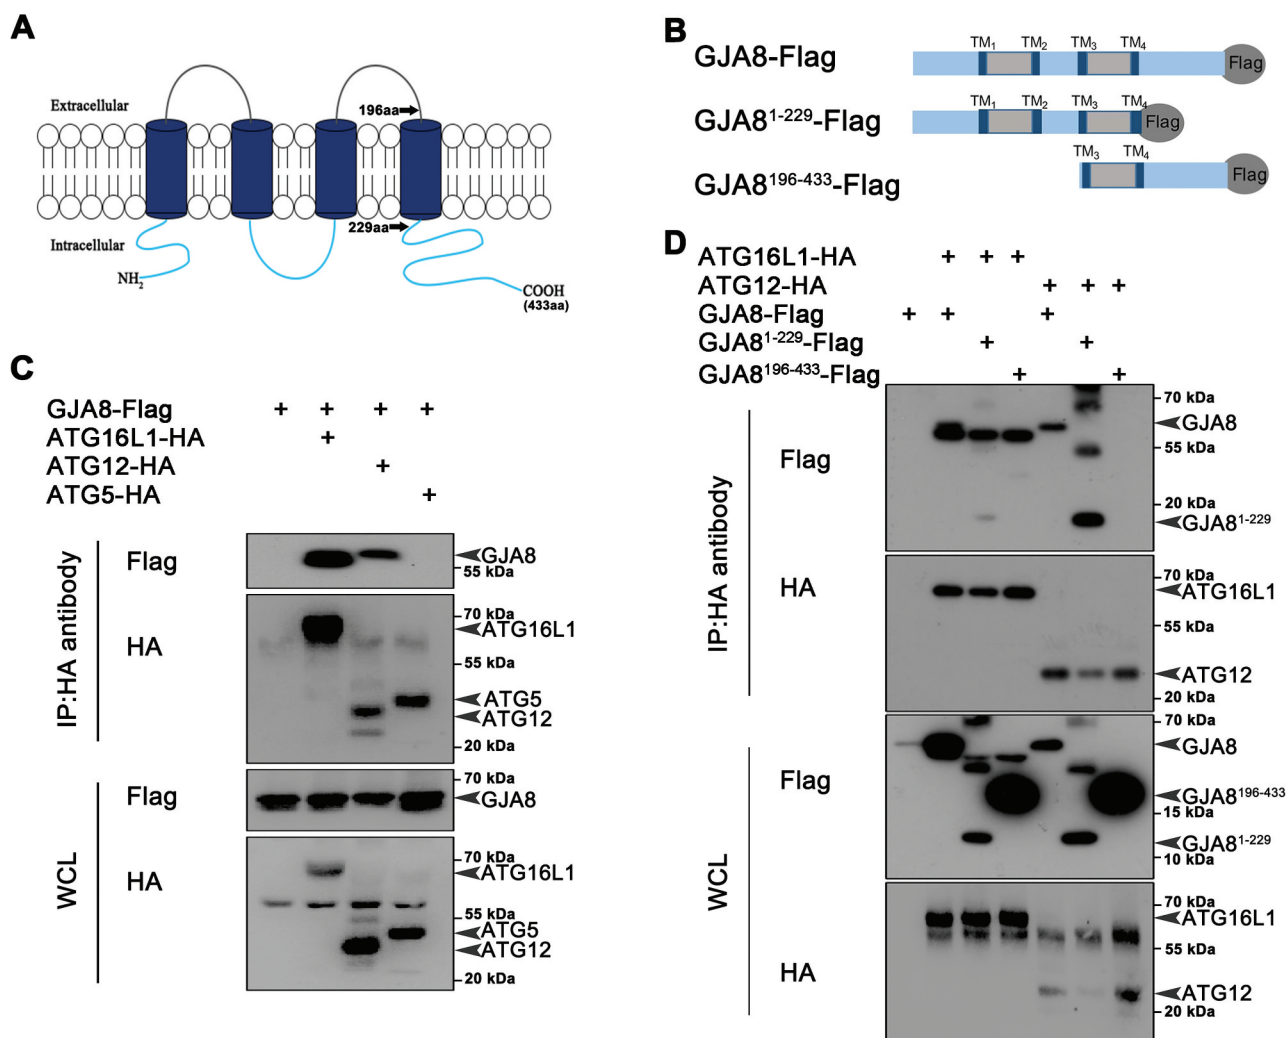 A
Extracellular
196aa
229aa
Intracellular
NH2
COOH
(433aa)
B
GJA8-Flag
TM1 TM2 TM3 TM4
Flag
GJA81-229-Flag
TM1 TM2 TM3 TM4
Flag
GJA8196-433-Flag
TM3 TM4
Flag
C
GJA8-Flag + + + +
ATG16L1-HA +
ATG12-HA +
ATG5-HA +
IP:HA antibody
Flag
GJA8
55 kDa
HA
70 kDa
ATG16L1
55 kDa
ATG5
ATG12
20 kDa
WCL
Flag
70 kDa
GJA8
HA
70 kDa
ATG16L1
55 kDa
ATG5
ATG12
20 kDa
D
ATG16L1-HA + + +
ATG12-HA + + +
GJA8-Flag + + +
GJA81-229-Flag + +
GJA8196-433-Flag + +
IP:HA antibody
Flag
70 kDa
GJA8
55 kDa
20 kDa
GJA81-229
HA
70 kDa
ATG16L1
55 kDa
ATG12
20 kDa
WCL
Flag
70 kDa
GJA8
GJA8196-433
15 kDa
GJA81-229
10 kDa
HA
70 kDa
ATG16L1
55 kDa
ATG12
20 kDa